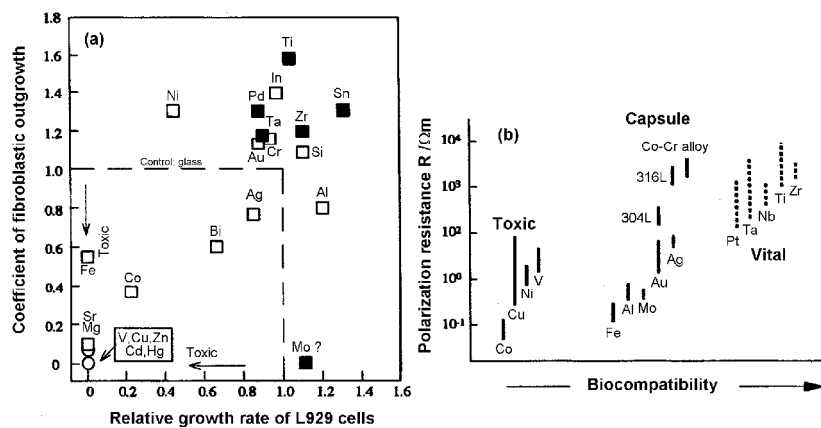 (a)
Coefficient of fibroblastic outgrowth
1.8
1.6
1.4
1.2
1.0
0.8
0.6
0.4
0.2
0
Ti
In
Ni
Pd
Sn
Ta
Zr
Au
Cr
Si
Control: glass
Toxic
Ag
Al
Bi
Fe
Co
Sr
Mg
V,Cu,Zn
Cd,Hg
Toxic
Mo ?
0 0.2 0.4 0.6 0.8 1.0 1.2 1.4 1.6
Relative growth rate of L929 cells
(b)
Polarization resistance R /Ωm
10⁴
10³
10²
10⁰
10⁻¹
Capsule
Co-Cr alloy
316L
304L
Toxic
Vital
Ti
Zr
Nb
Ta
Pt
Ag
Au
V
Ni
Cu
Co
Al
Mo
Fe
Biocompatibility